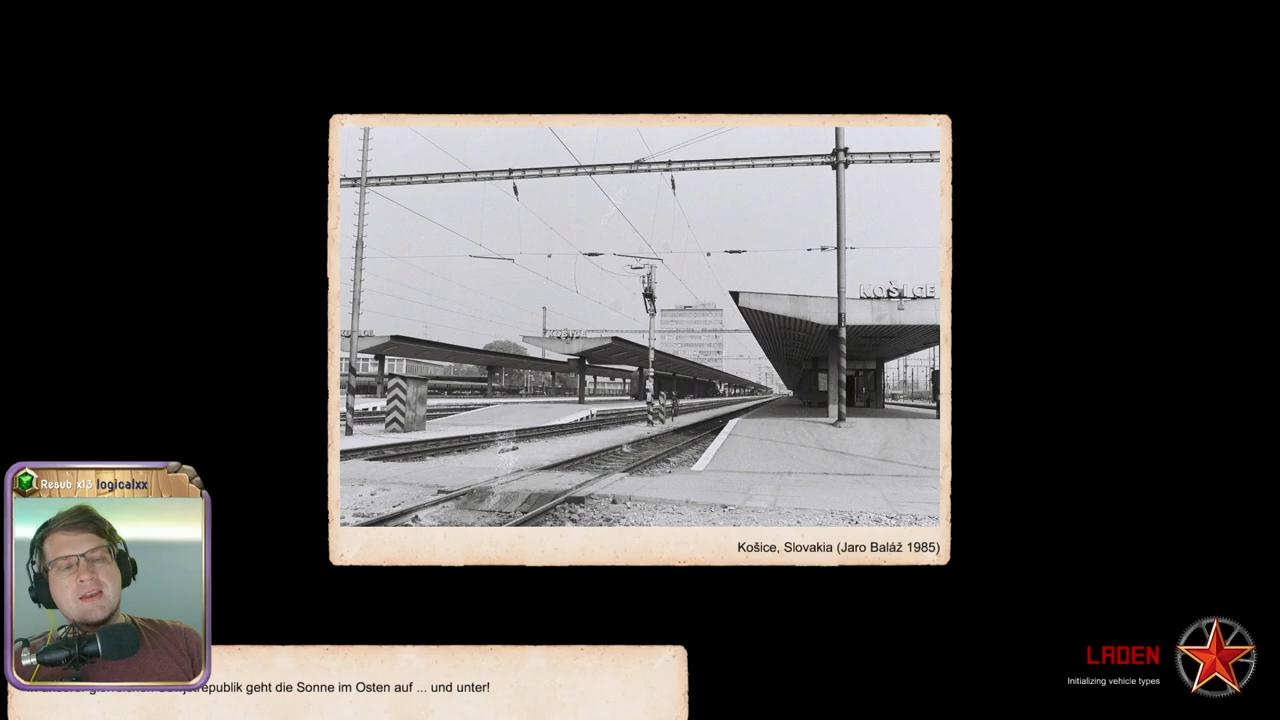 KOŠICE
KOŠICE
Košice, Slovakia (Jaro Baláž 1985)
Resub x13 logicalxx
LADEN
Initializing vehicle types
geht die Sonne im Osten auf ... und unter!